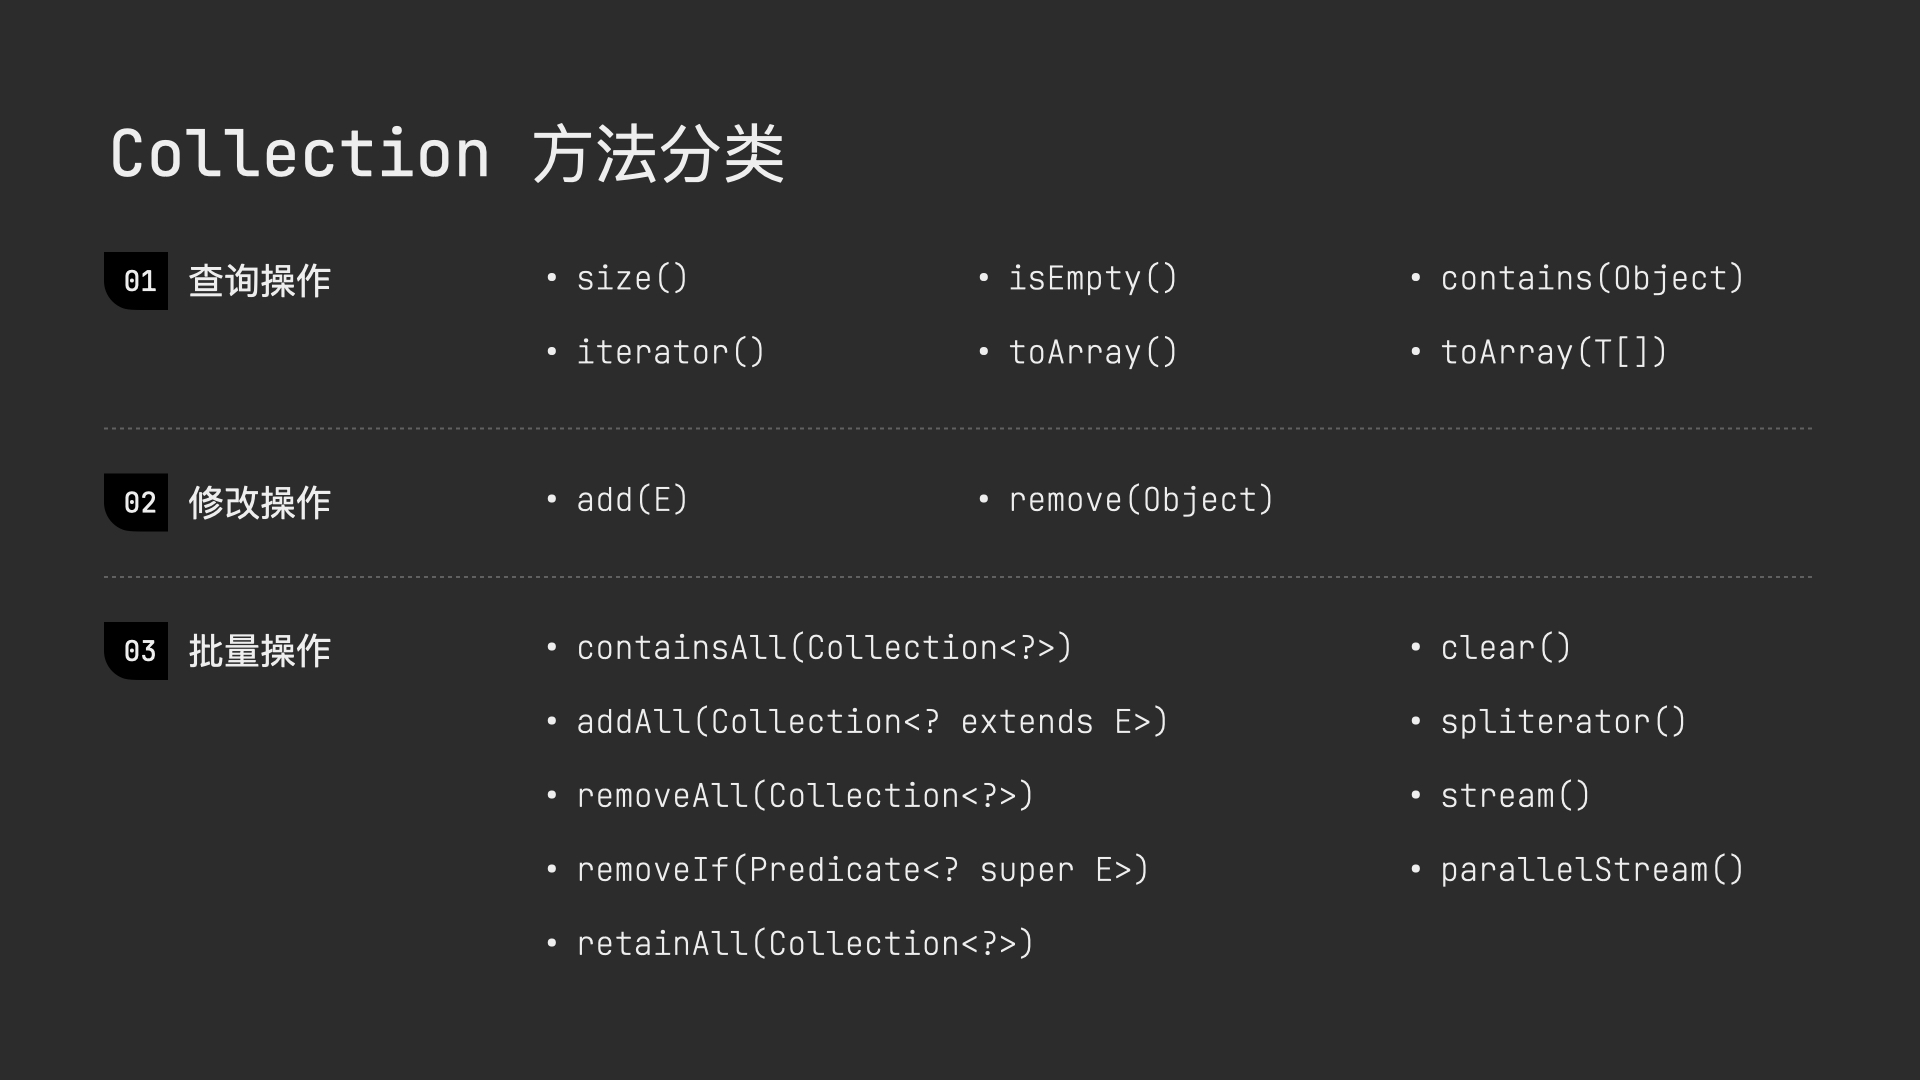 Collection 方法分类
01 查询操作
• size()
• isEmpty()
• contains(Object)
• iterator()
• toArray()
• toArray(T[])
02 修改操作
• add(E)
• remove(Object)
03 批量操作
• containsAll(Collection<?>)
• addAll(Collection<? extends E>)
• removeAll(Collection<?>)
• removeIf(Predicate<? super E>)
• retainAll(Collection<?>)
• clear()
• spliterator()
• stream()
• parallelStream()